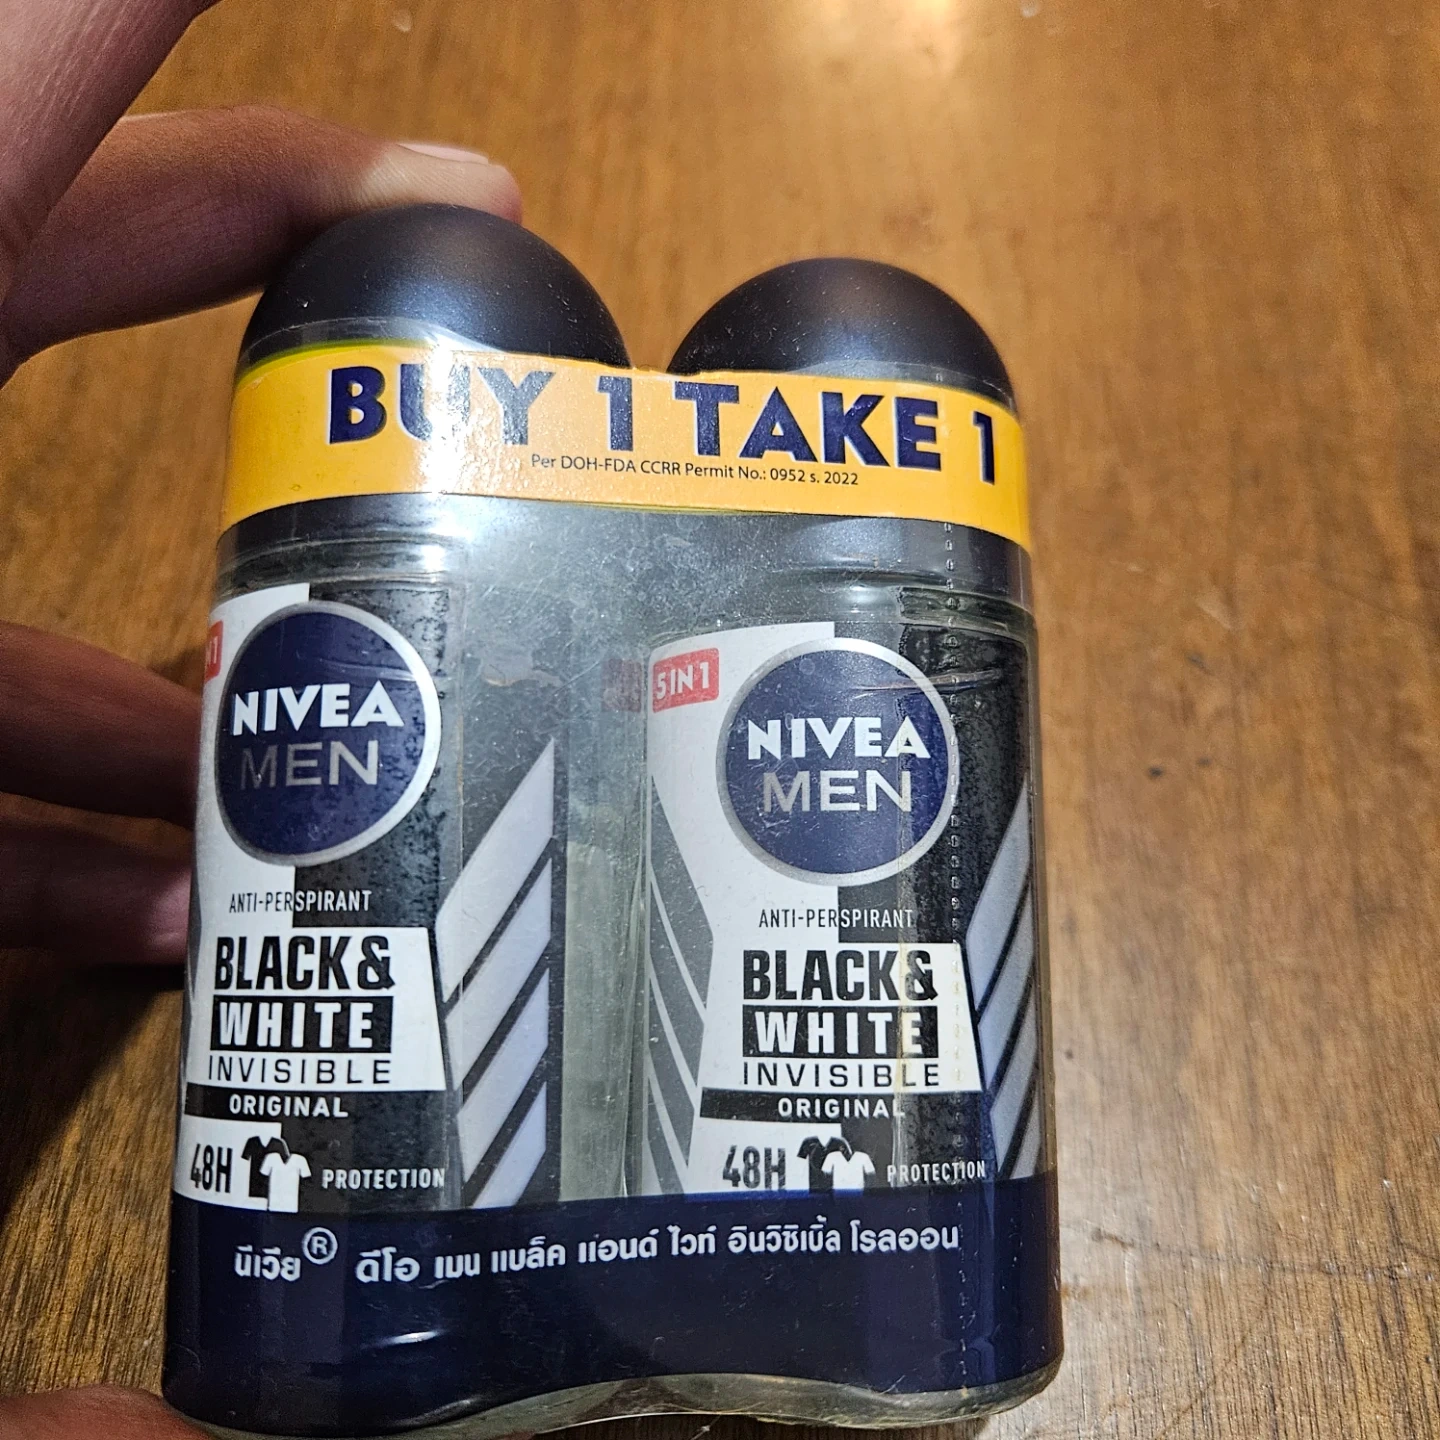 BUY 1 TAKE 1
Per DOH-FDA CCRR Permit No.: 0952 s. 2022
NIVEA
MEN
ANTI-PERSPIRANT
BLACK&
WHITE
INVISIBLE
ORIGINAL
48H PROTECTION
5IN1
NIVEA
MEN
ANTI-PERSPIRANT
BLACK&
WHITE
INVISIBLE
ORIGINAL
48H PROTECTION
นีเวีย® ดีโอ เมน แบล็ค แอนด์ ไวท์ อินวิซิเบิ้ล โรลออน